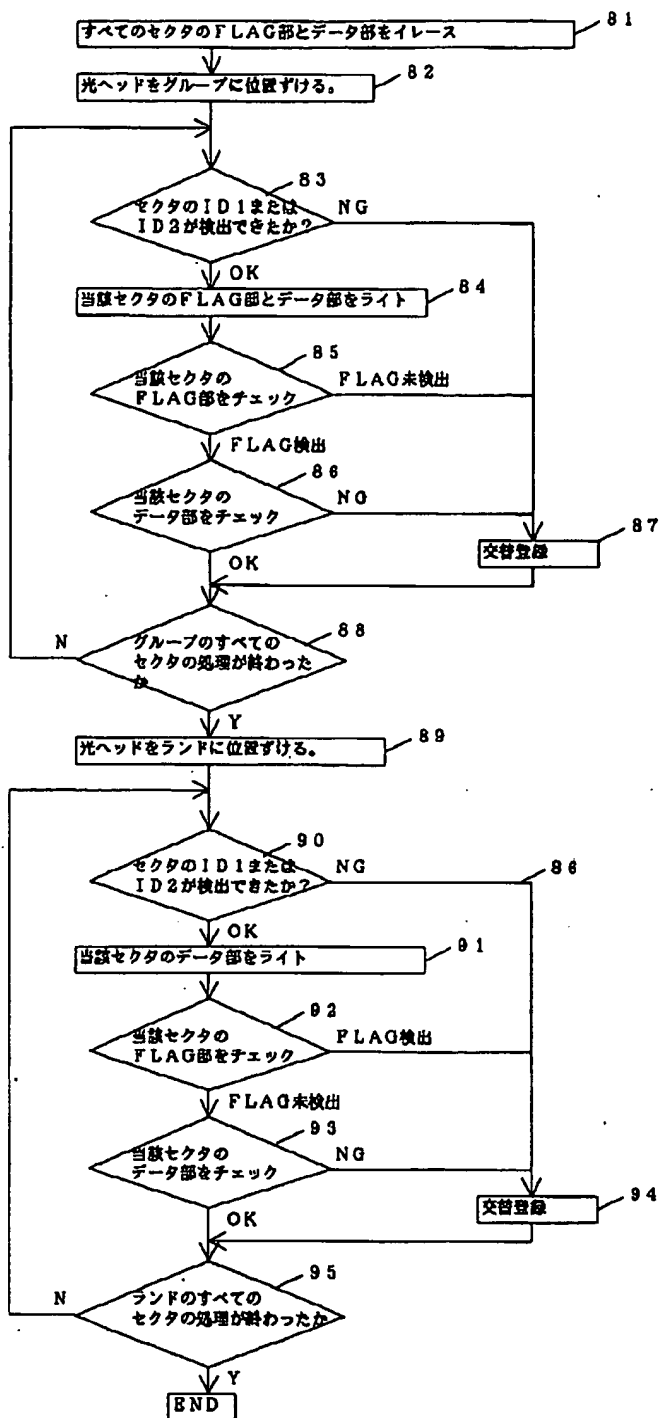 すべてのセクタのFLAG部とデータ部をイレース
81
光ヘッドをグループに位置ずける。
82
83
セクタのID1または
ID2が検出できたか？
NG
OK
当該セクタのFLAG部とデータ部をライト
84
85
当該セクタの
FLAG部をチェック
FLAG未検出
FLAG検出
86
当該セクタの
データ部をチェック
NG
87
交替登録
OK
88
N
グループのすべての
セクタの処理が終わった
か
Y
光ヘッドをランドに位置ずける。
89
90
セクタのID1または
ID2が検出できたか？
NG
86
OK
当該セクタのデータ部をライト
91
92
当該セクタの
FLAG部をチェック
FLAG検出
FLAG未検出
93
当該セクタの
データ部をチェック
NG
94
交替登録
OK
95
N
ランドのすべての
セクタの処理が終わったか
Y
END